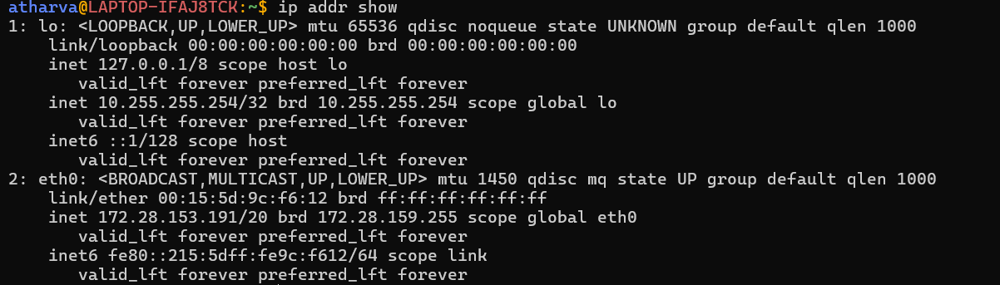 atharva@LAPTOP-IFAJ8TCK:~$ ip addr show
1: lo: <LOOPBACK,UP,LOWER_UP> mtu 65536 qdisc noqueue state UNKNOWN group default qlen 1000
    link/loopback 00:00:00:00:00:00 brd 00:00:00:00:00:00
    inet 127.0.0.1/8 scope host lo
       valid_lft forever preferred_lft forever
    inet 10.255.255.254/32 brd 10.255.255.254 scope global lo
       valid_lft forever preferred_lft forever
    inet6 ::1/128 scope host
       valid_lft forever preferred_lft forever
2: eth0: <BROADCAST,MULTICAST,UP,LOWER_UP> mtu 1450 qdisc mq state UP group default qlen 1000
    link/ether 00:15:5d:9c:f6:12 brd ff:ff:ff:ff:ff:ff
    inet 172.28.153.191/20 brd 172.28.159.255 scope global eth0
       valid_lft forever preferred_lft forever
    inet6 fe80::215:5dff:fe9c:f612/64 scope link
       valid_lft forever preferred_lft forever